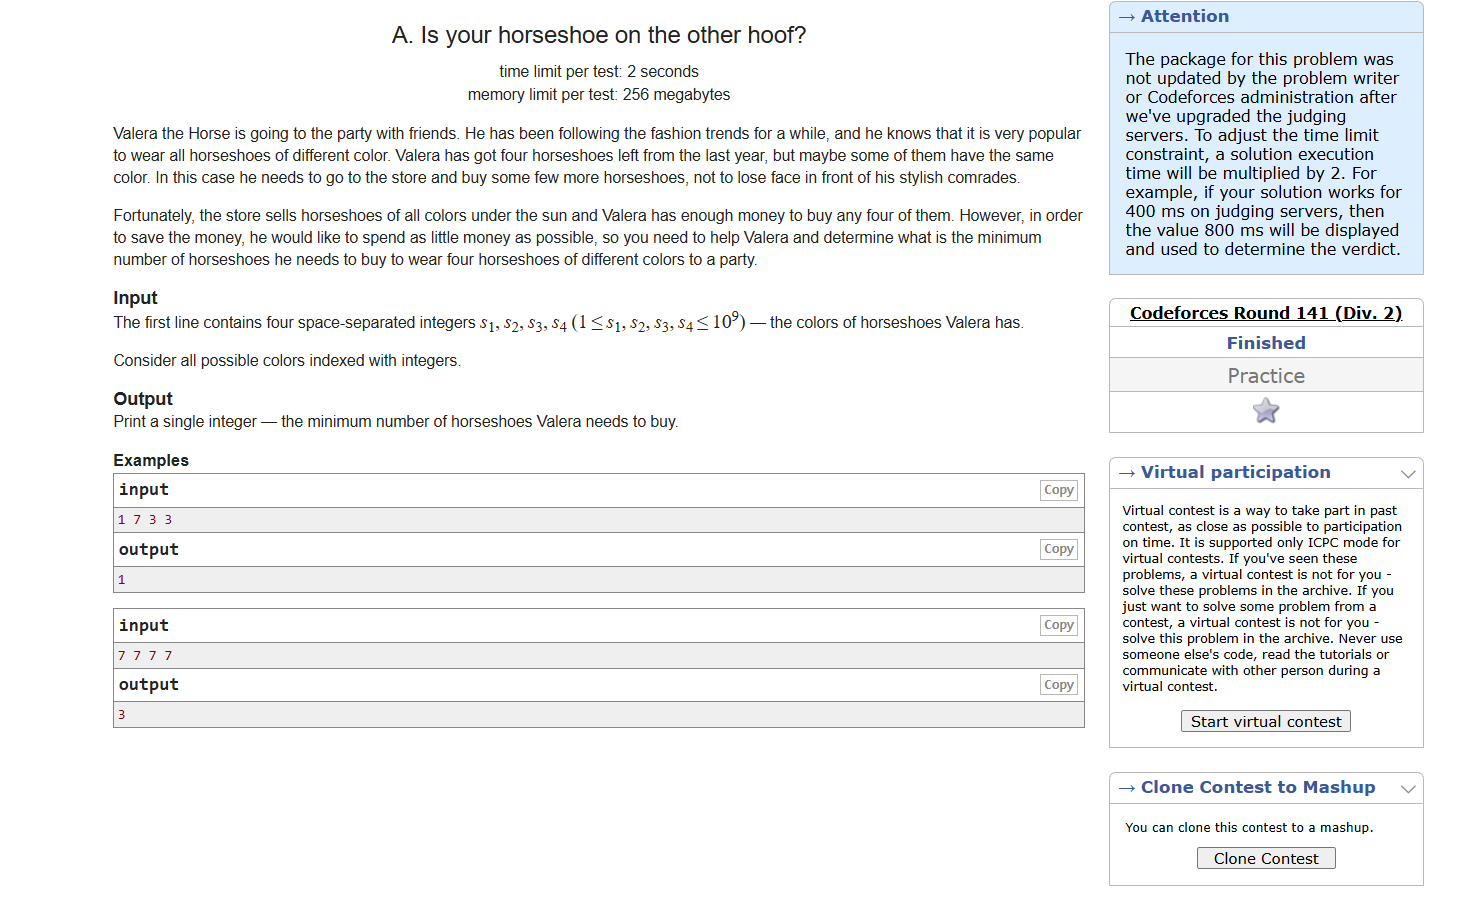 A. Is your horseshoe on the other hoof?
time limit per test: 2 seconds
memory limit per test: 256 megabytes
Valera the Horse is going to the party with friends. He has been following the fashion trends for a while, and he knows that it is very popular
to wear all horseshoes of different color. Valera has got four horseshoes left from the last year, but maybe some of them have the same
color. In this case he needs to go to the store and buy some few more horseshoes, not to lose face in front of his stylish comrades.
Fortunately, the store sells horseshoes of all colors under the sun and Valera has enough money to buy any four of them. However, in order
to save the money, he would like to spend as little money as possible, so you need to help Valera and determine what is the minimum
number of horseshoes he needs to buy to wear four horseshoes of different colors to a party.
Input
The first line contains four space-separated integers s₁, s₂, s₃, s₄ (1 ≤ s₁, s₂, s₃, s₄ ≤ 10⁹) — the colors of horseshoes Valera has.
Consider all possible colors indexed with integers.
Output
Print a single integer — the minimum number of horseshoes Valera needs to buy.
Examples
input
Copy
1 7 3 3
output
Copy
1
input
Copy
7 7 7 7
output
Copy
3
→ Attention
The package for this problem was
not updated by the problem writer
or Codeforces administration after
we've upgraded the judging
servers. To adjust the time limit
constraint, a solution execution
time will be multiplied by 2. For
example, if your solution works for
400 ms on judging servers, then
the value 800 ms will be displayed
and used to determine the verdict.
Codeforces Round 141 (Div. 2)
Finished
Practice
→ Virtual participation
Virtual contest is a way to take part in past
contest, as close as possible to participation
on time. It is supported only ICPC mode for
virtual contests. If you've seen these
problems, a virtual contest is not for you -
solve these problems in the archive. If you
just want to solve some problem from a
contest, a virtual contest is not for you -
solve this problem in the archive. Never use
someone else's code, read the tutorials or
communicate with other person during a
virtual contest.
Start virtual contest
→ Clone Contest to Mashup
You can clone this contest to a mashup.
Clone Contest